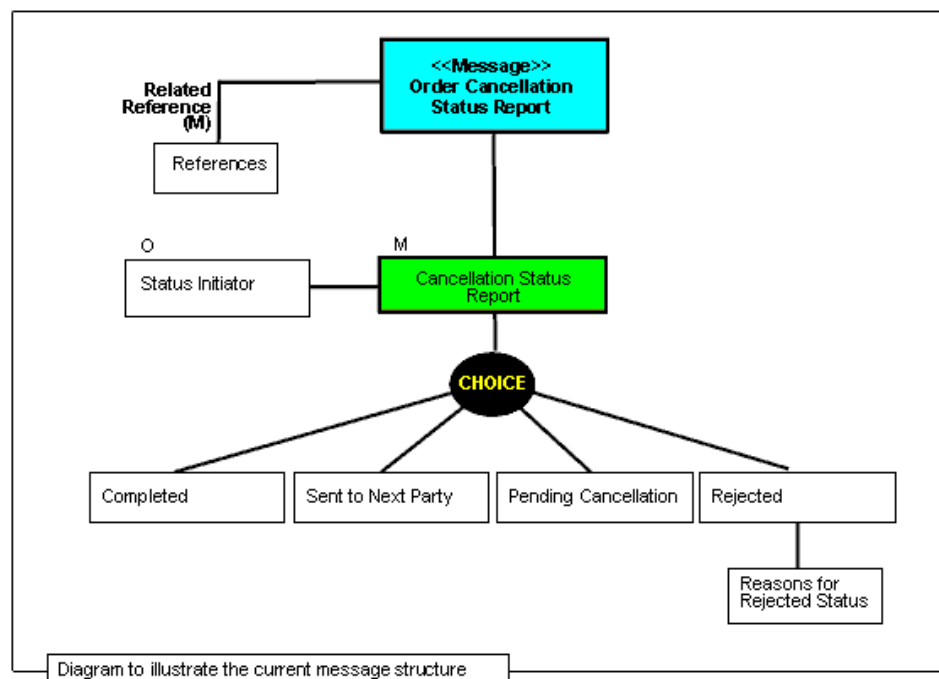 <<Message>>
Order Cancellation
Status Report
Related
Reference
(M)
References
O
M
Status Initiator
Cancellation Status
Report
CHOICE
Completed
Sent to Next Party
Pending Cancellation
Rejected
Reasons for
Rejected Status
Diagram to illustrate the current message structure